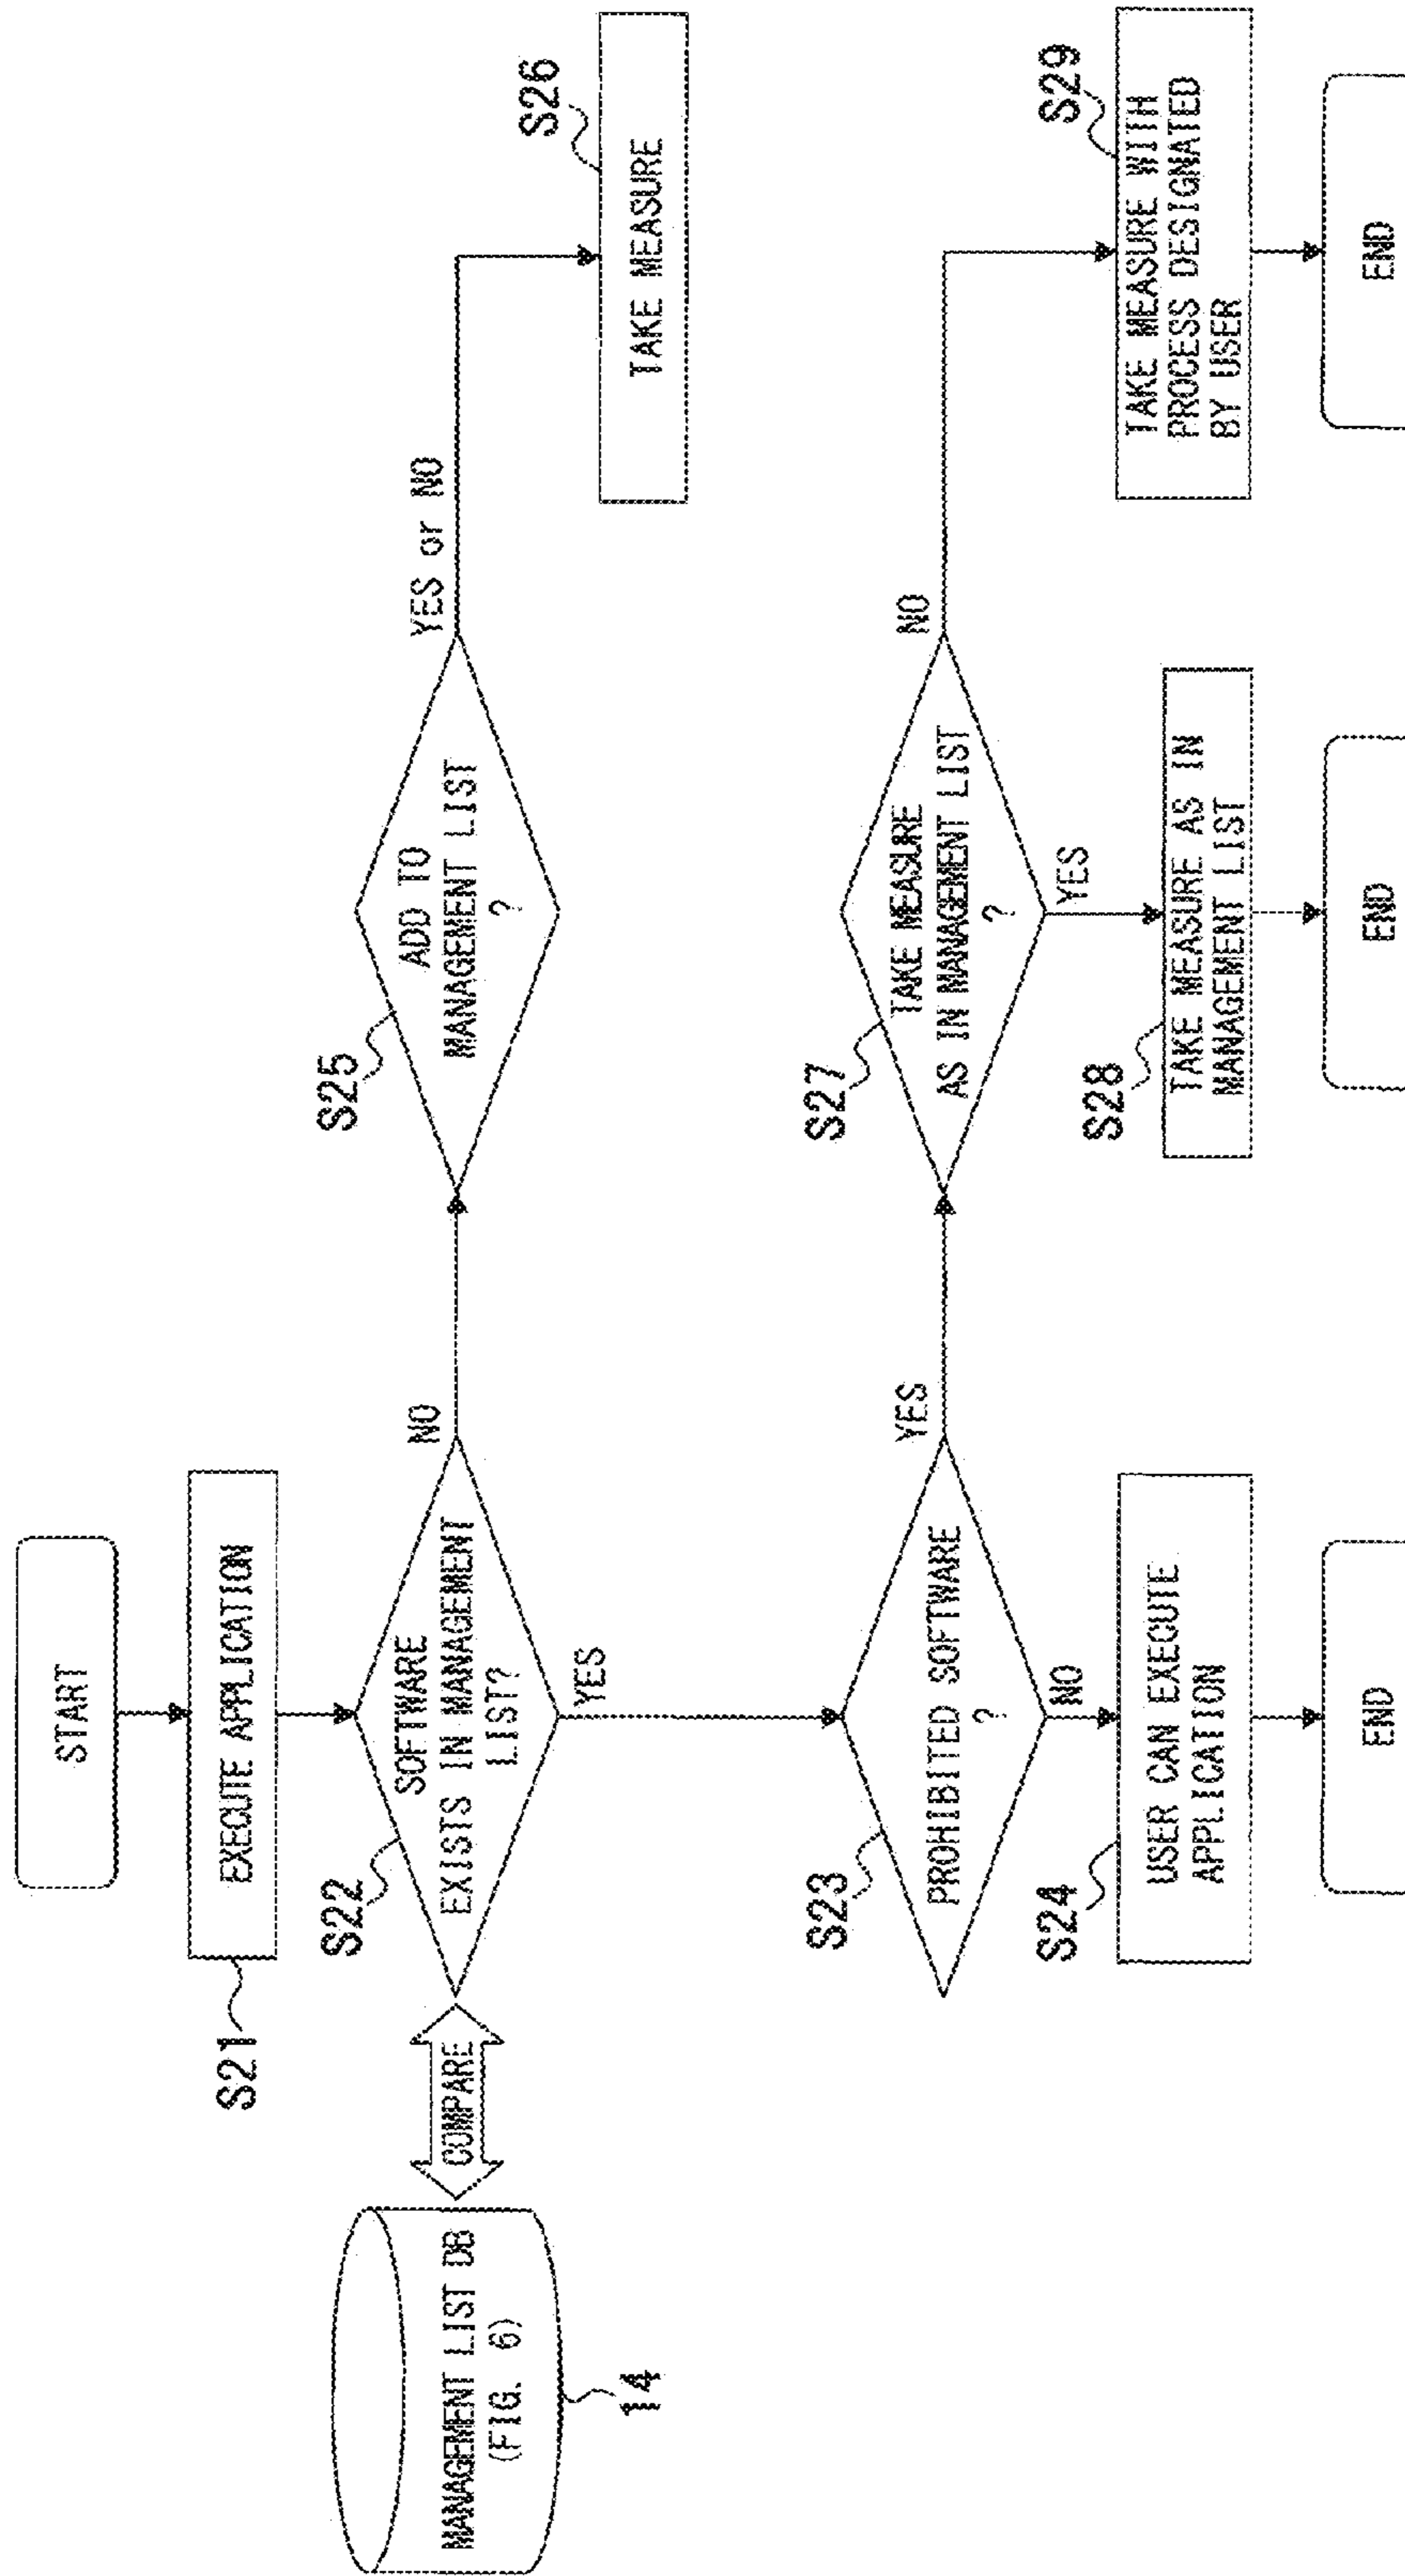 START
EXECUTE APPLICATION
S21
SOFTWARE
EXISTS IN MANAGEMENT
LIST?
S22
COMPARE
MANAGEMENT LIST DB
(FIG. 6)
14
NO
YES
ADD TO
MANAGEMENT LIST
?
S25
YES or NO
TAKE MEASURE
S26
PROHIBITED SOFTWARE
?
S23
YES
NO
TAKE MEASURE
AS IN MANAGEMENT LIST
?
S27
NO
YES
USER CAN EXECUTE
APPLICATION
S24
TAKE MEASURE AS IN
MANAGEMENT LIST
S28
TAKE MEASURE WITH
PROCESS DESIGNATED
BY USER
S29
END
END
END